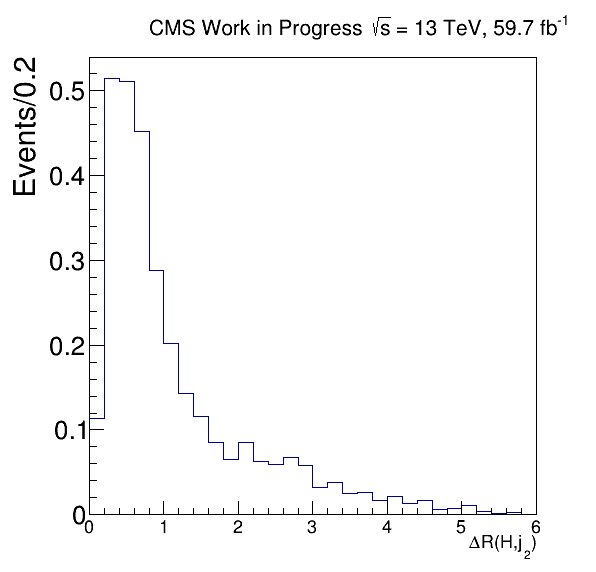 CMS Work in Progress √s = 13 TeV, 59.7 fb⁻¹
Events/0.2
0.5
0.4
0.3
0.2
0.1
0
0 1 2 3 4 5 6
ΔR(H,j₂)